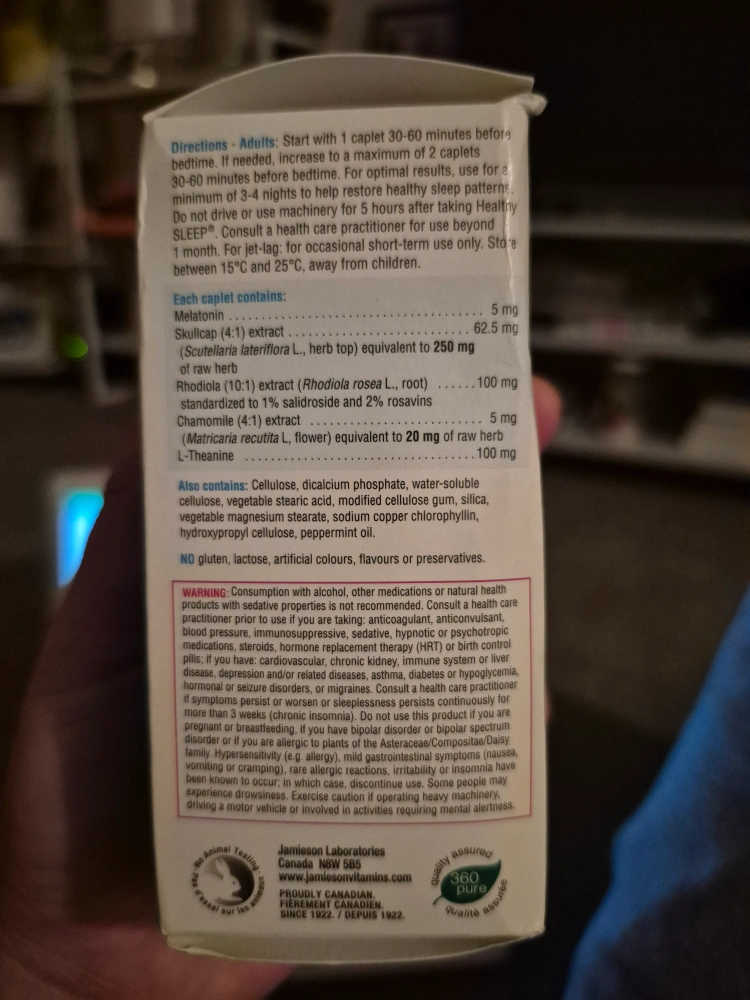 Directions - Adults: Start with 1 caplet 30-60 minutes before
bedtime. If needed, increase to a maximum of 2 caplets
30-60 minutes before bedtime. For optimal results, use for a
minimum of 3-4 nights to help restore healthy sleep patterns.
Do not drive or use machinery for 5 hours after taking Healthy
SLEEP®. Consult a health care practitioner for use beyond
1 month. For jet-lag: for occasional short-term use only. Store
between 15°C and 25°C, away from children.
Each caplet contains:
Melatonin ........................................ 5 mg
Skullcap (4:1) extract ............................ 62.5 mg
(Scutellaria lateriflora L., herb top) equivalent to 250 mg
of raw herb
Rhodiola (10:1) extract (Rhodiola rosea L., root) ...... 100 mg
standardized to 1% salidroside and 2% rosavins
Chamomile (4:1) extract .......................... 5 mg
(Matricaria recutita L, flower) equivalent to 20 mg of raw herb
L-Theanine ................................... 100 mg
Also contains: Cellulose, dicalcium phosphate, water-soluble
cellulose, vegetable stearic acid, modified cellulose gum, silica,
vegetable magnesium stearate, sodium copper chlorophyllin,
hydroxypropyl cellulose, peppermint oil.
NO gluten, lactose, artificial colours, flavours or preservatives.
WARNING: Consumption with alcohol, other medications or natural health
products with sedative properties is not recommended. Consult a health care
practitioner prior to use if you are taking: anticoagulant, anticonvulsant,
blood pressure, immunosuppressive, sedative, hypnotic or psychotropic
medications, steroids, hormone replacement therapy (HRT) or birth control
pills; if you have: cardiovascular, chronic kidney, immune system or liver
disease, depression and/or related diseases, asthma, diabetes or hypoglycemia,
hormonal or seizure disorders, or migraines. Consult a health care practitioner
if symptoms persist or worsen or sleeplessness persists continuously for
more than 3 weeks (chronic insomnia). Do not use this product if you are
pregnant or breastfeeding, if you have bipolar disorder or bipolar spectrum
disorder or if you are allergic to plants of the Asteraceae/Compositae/Daisy
family. Hypersensitivity (e.g. allergy), mild gastrointestinal symptoms (nausea,
vomiting or cramping), rare allergic reactions, irritability or insomnia have
been known to occur; in which case, discontinue use. Some people may
experience drowsiness. Exercise caution if operating heavy machinery,
driving a motor vehicle or involved in activities requiring mental alertness.
No Animal Testing
Pas d'essai sur les animaux
Jamieson Laboratories
Canada N8W 5B5
www.jamiesonvitamins.com
PROUDLY CANADIAN.
FIÈREMENT CANADIEN.
SINCE 1922. / DEPUIS 1922.
quality assured
360
pure
qualité assurée